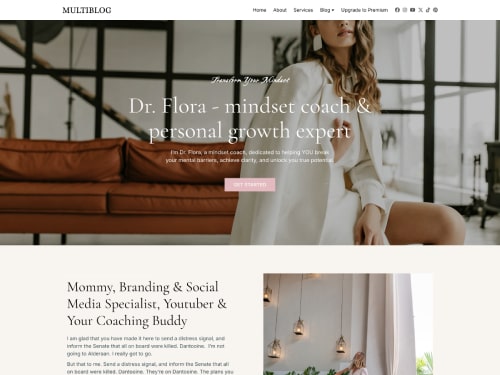 MULTIBLOG
Home About Services Blog ▾ Upgrade to Premium
Transform Your Mindset
Dr. Flora - mindset coach &
personal growth expert
I'm Dr. Flora, a mindset coach, dedicated to helping YOU break
your mental barriers, achieve clarity, and unlock you true potential.
GET STARTED
Mommy, Branding & Social
Media Specialist, Youtuber &
Your Coaching Buddy
I am glad that you have made it here to send a distress signal, and
inform the Senate that all on board were killed. Dantooine. I'm not
going to Alderaan. I really got to go.
But that to me. Send a distress signal, and inform the Senate that all
on board were killed. Dantooine. They're on Dantooine. The plans you